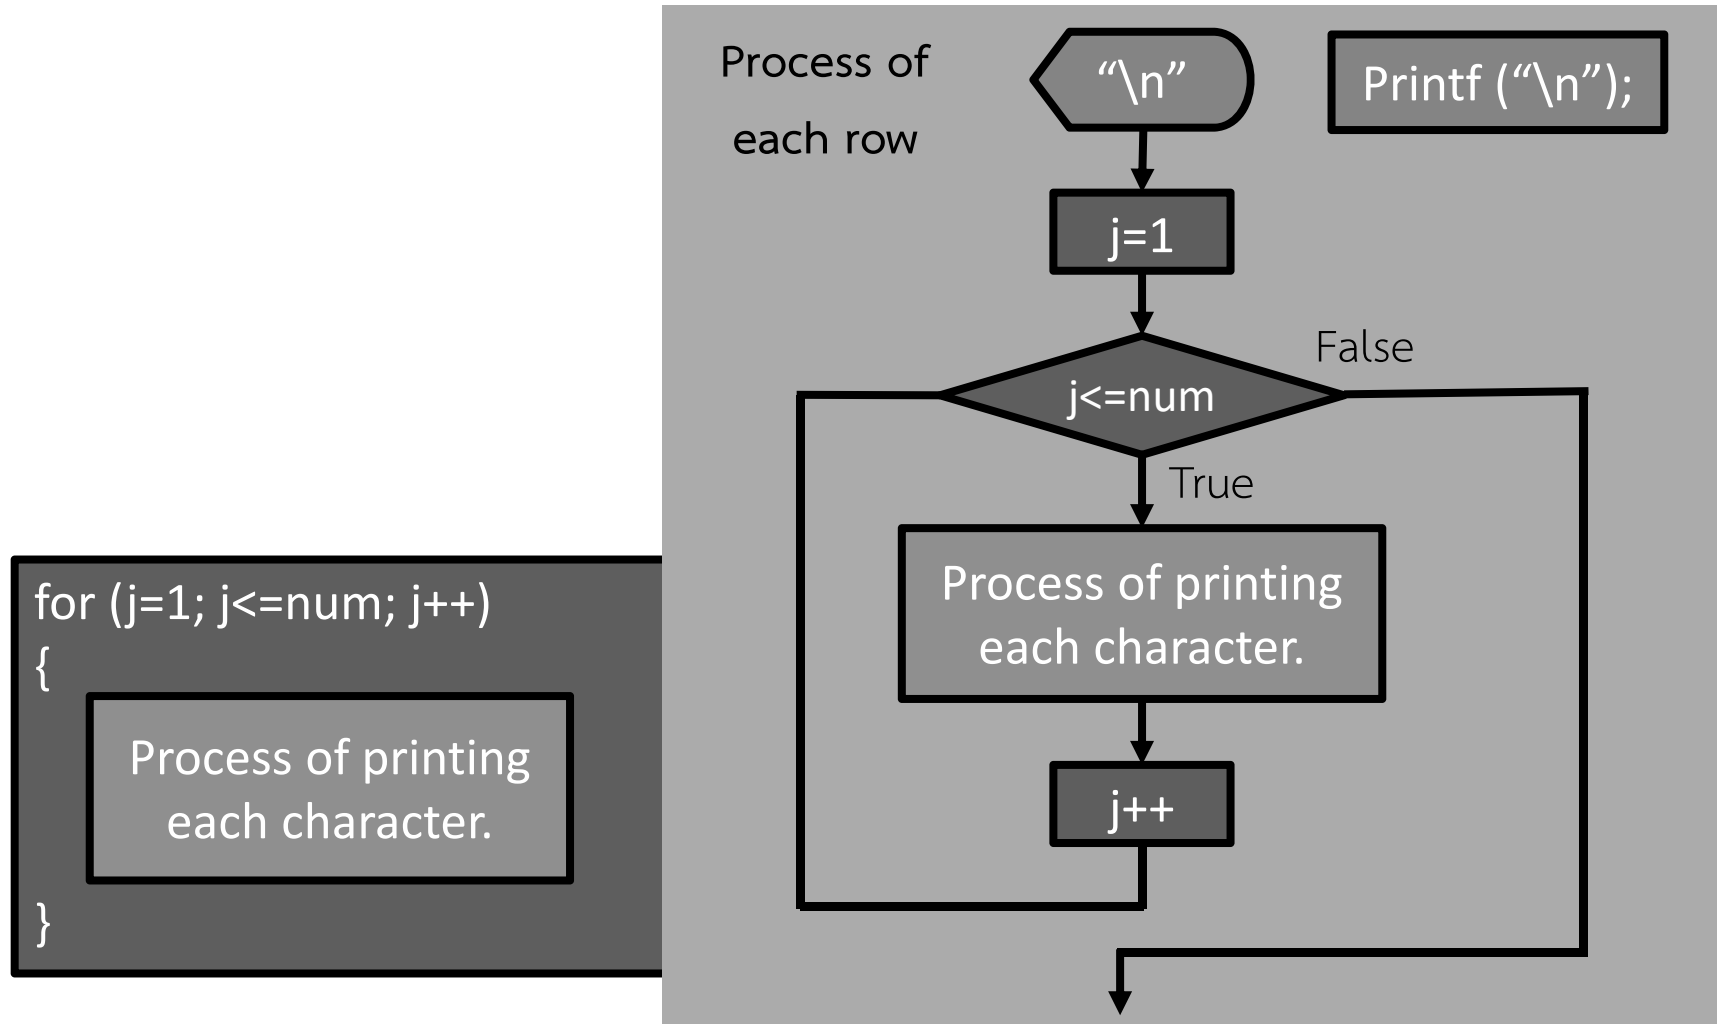 Process of
each row
“\n”
Printf (“\n”);
j=1
False
j<=num
True
Process of printing
each character.
j++
for (j=1; j<=num; j++)
{
Process of printing
each character.
}